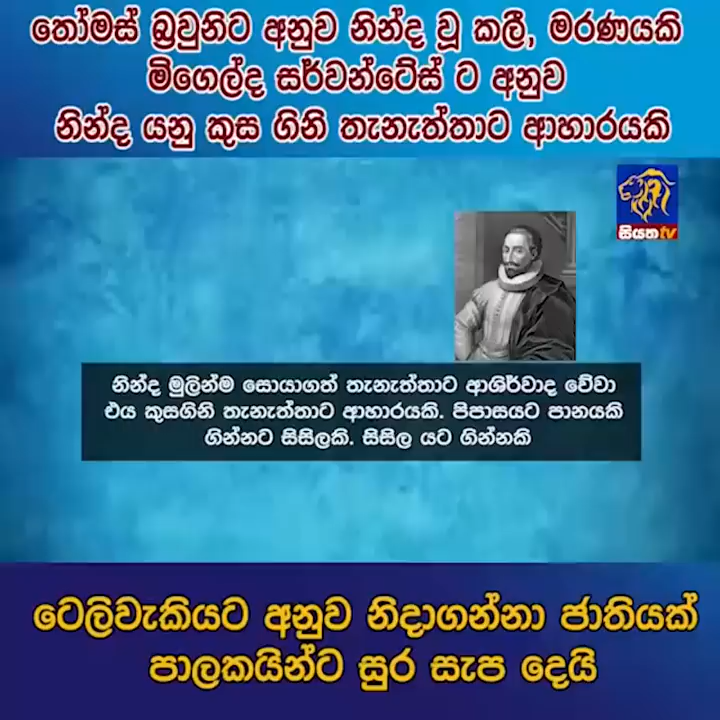 තෝමස් බ්‍රවුනිට අනුව නින්ද වූ කලී, මරණයකි
මිගෙල්ද සර්වන්ටේස් ට අනුව
නින්ද යනු කුස ගිනි තැනැත්තාට ආහාරයකි
සියත tv
නින්ද මුලින්ම සොයාගත් තැනැත්තාට ආශිර්වාද වේවා
එය කුසගිනි තැනැත්තාට ආහාරයකි. පිපාසයට පානයකි
ගින්නට සිසිලකි. සිසිල යට ගින්නකි
ටෙලිවැකියට අනුව නිදාගන්නා ජාතියක්
පාලකයින්ට සුර සැප දෙයි